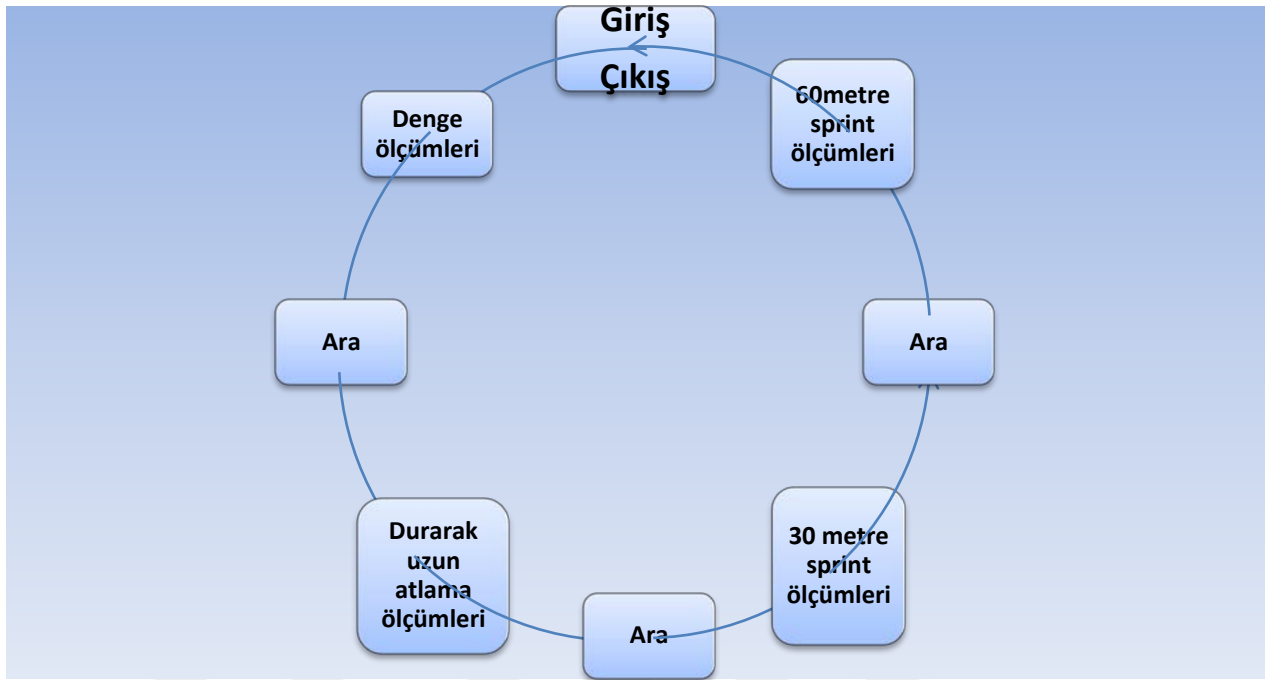 Giriş
Çıkış
60metre
sprint
ölçümleri
Denge
ölçümleri
Ara
Ara
Durarak
uzun
atlama
ölçümleri
30 metre
sprint
ölçümleri
Ara